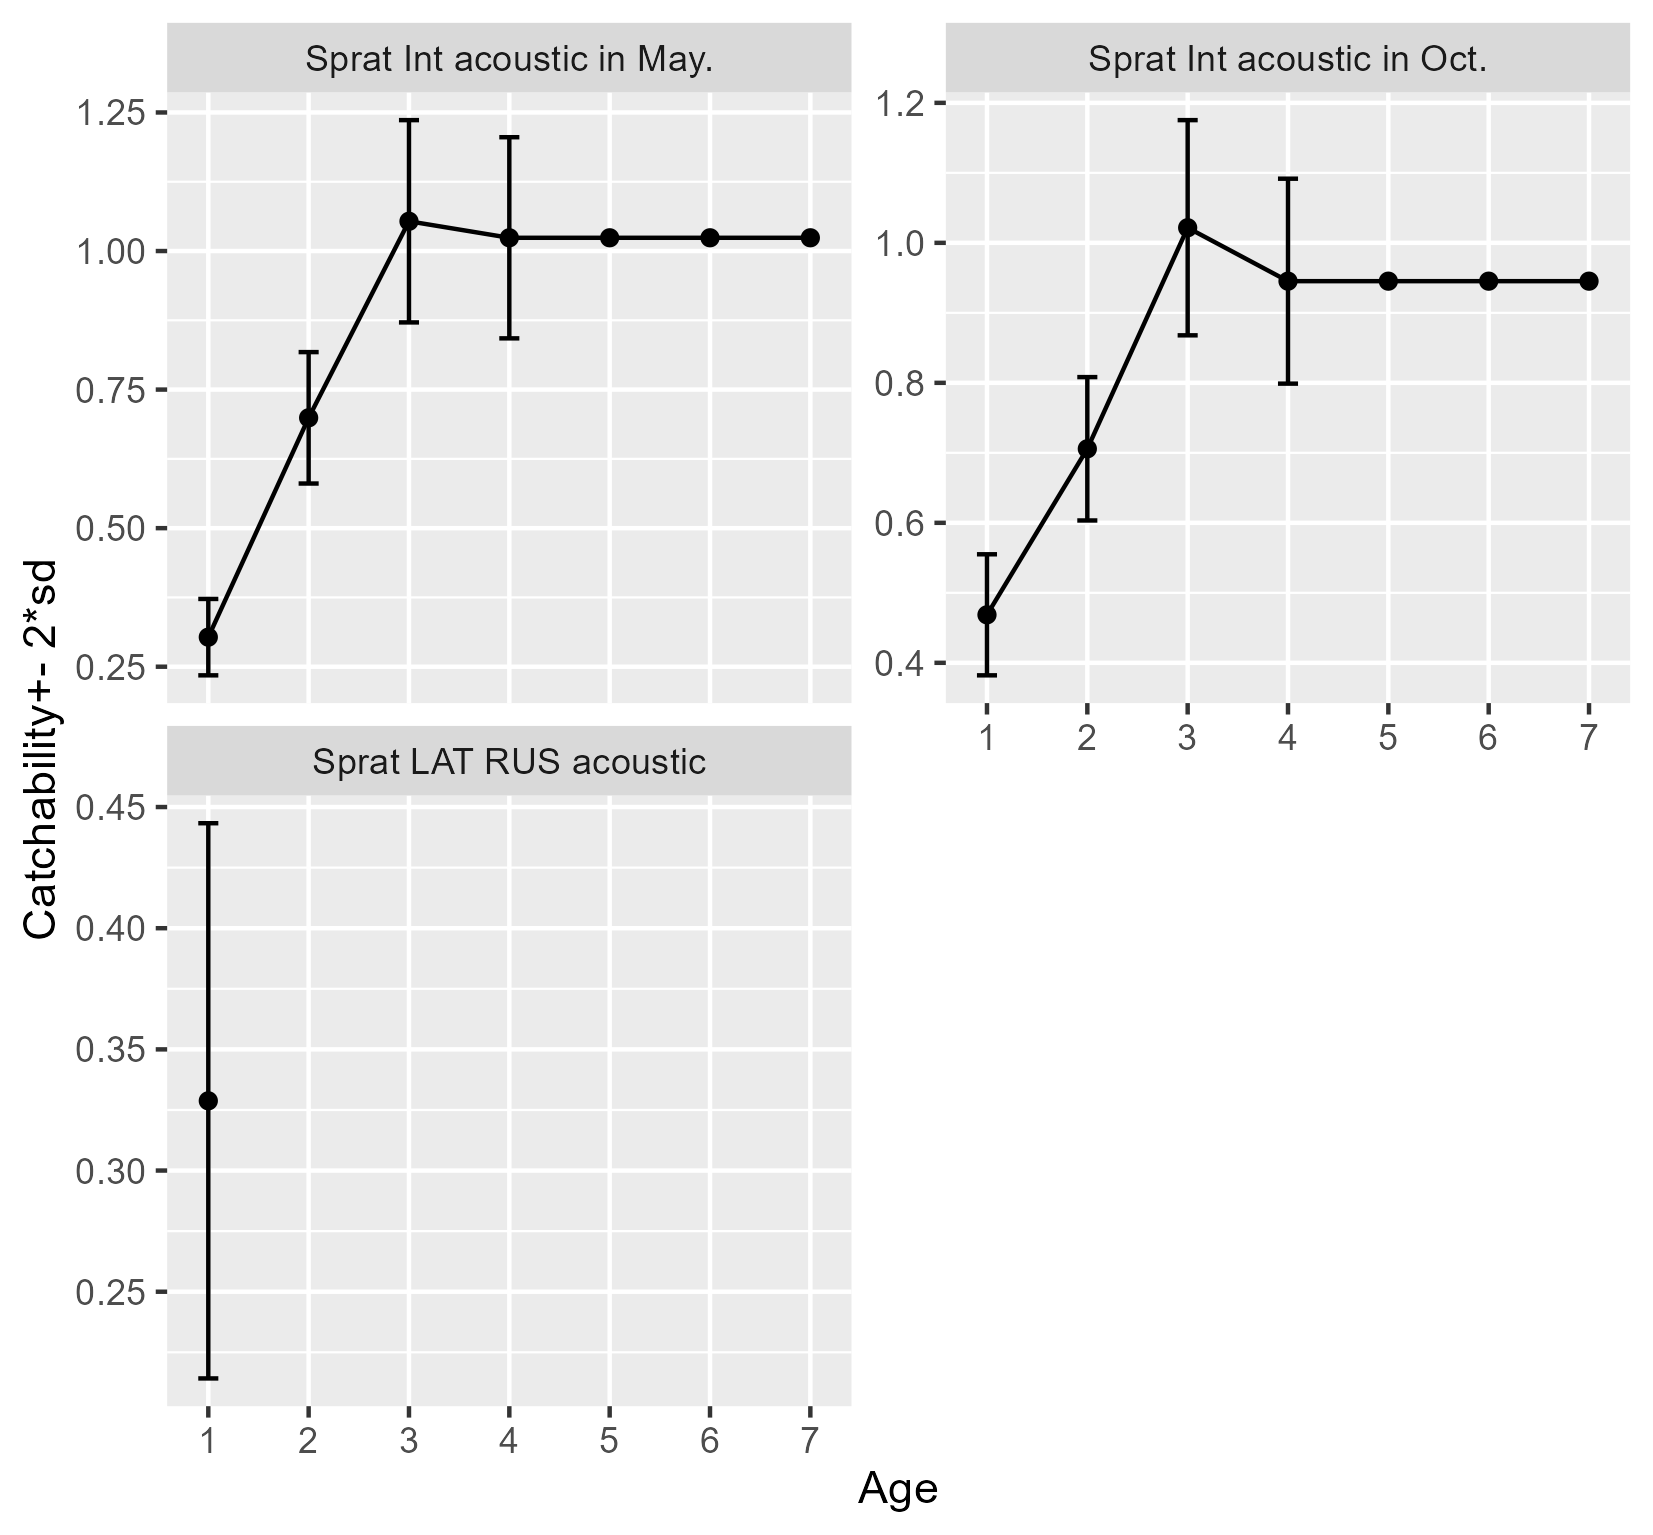 Sprat Int acoustic in May.
Sprat Int acoustic in Oct.
1.25
1.00
0.75
0.50
0.25
1.2
1.0
0.8
0.6
0.4
1 2 3 4 5 6 7
Catchability+- 2*sd
Sprat LAT RUS acoustic
0.45
0.40
0.35
0.30
0.25
1 2 3 4 5 6 7
Age